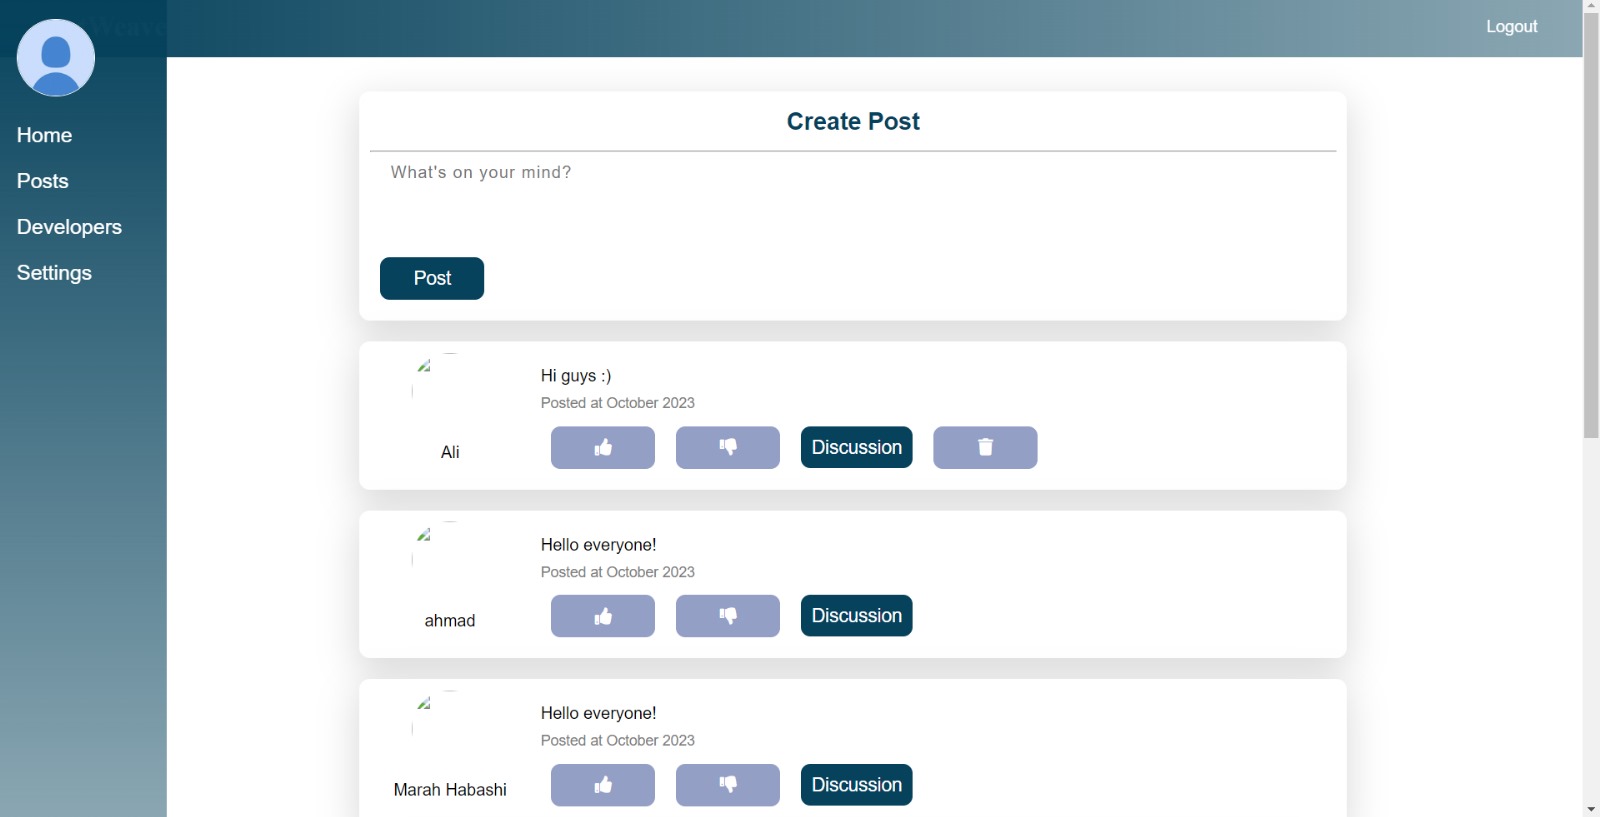 Weave
Logout
Home
Posts
Developers
Settings
Create Post
What's on your mind?
Post
Hi guys :)
Posted at October 2023
Ali
Discussion
Hello everyone!
Posted at October 2023
ahmad
Discussion
Hello everyone!
Posted at October 2023
Marah Habashi
Discussion